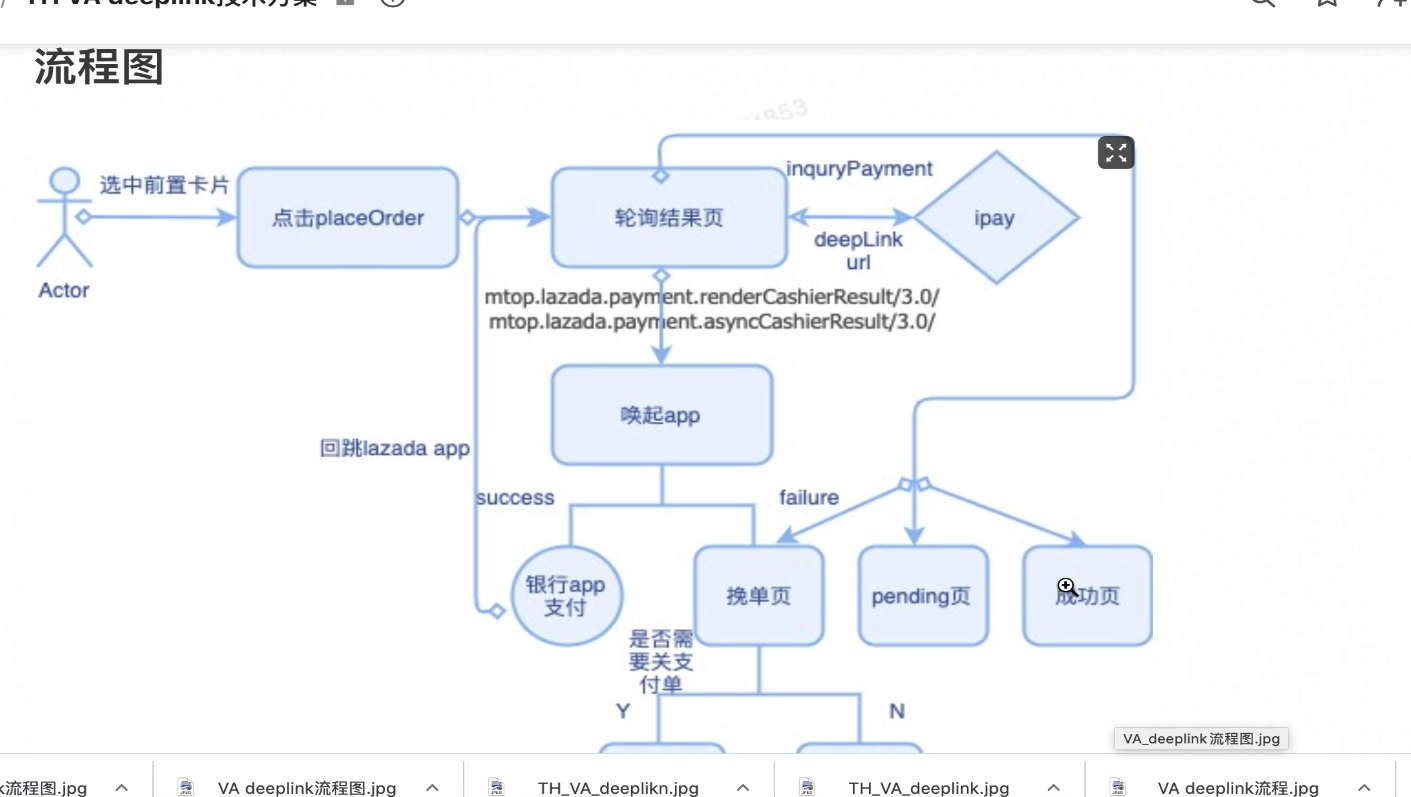 TH VA deeplink技术方案
流程图
选中前置卡片
点击placeOrder
轮询结果页
inquryPayment
ipay
deepLink
url
Actor
mtop.lazada.payment.renderCashierResult/3.0/
mtop.lazada.payment.asyncCashierResult/3.0/
唤起app
回跳lazada app
success
failure
银行app
支付
挽单页
pending页
成功页
是否需
要关支
付单
Y
N
VA_deeplink流程图.jpg
流程图.jpg
VA deeplink流程图.jpg
TH_VA_deeplikn.jpg
TH_VA_deeplink.jpg
VA deeplink流程.jpg